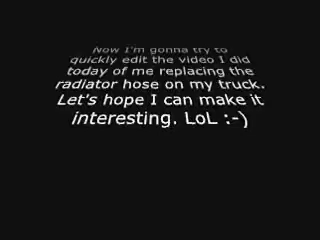 Now I'm gonna try to
quickly edit the video I did
today of me replacing the
radiator hose on my truck.
Let's hope I can make it
interesting. LoL :-)